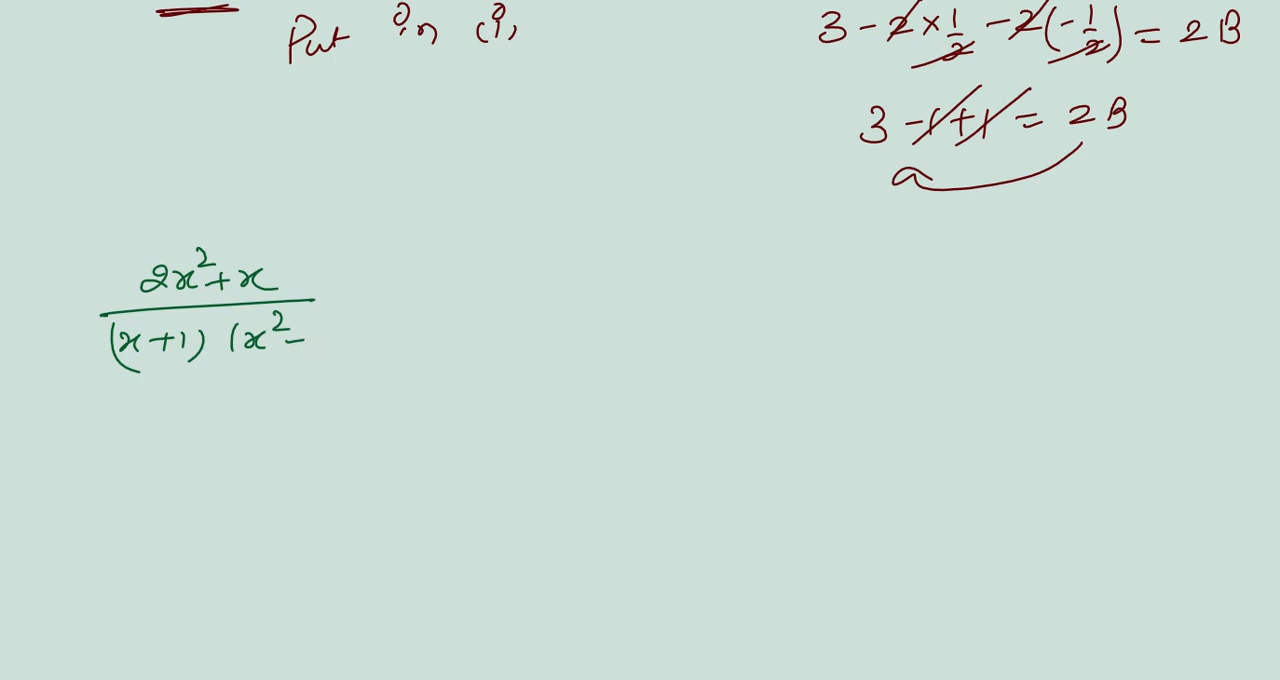 Put in (i)
3 - 2 × 1/2 - 2(-1/2) = 2B
3 - 1 + 1 = 2B
2x² + x
(x+1) (x² -